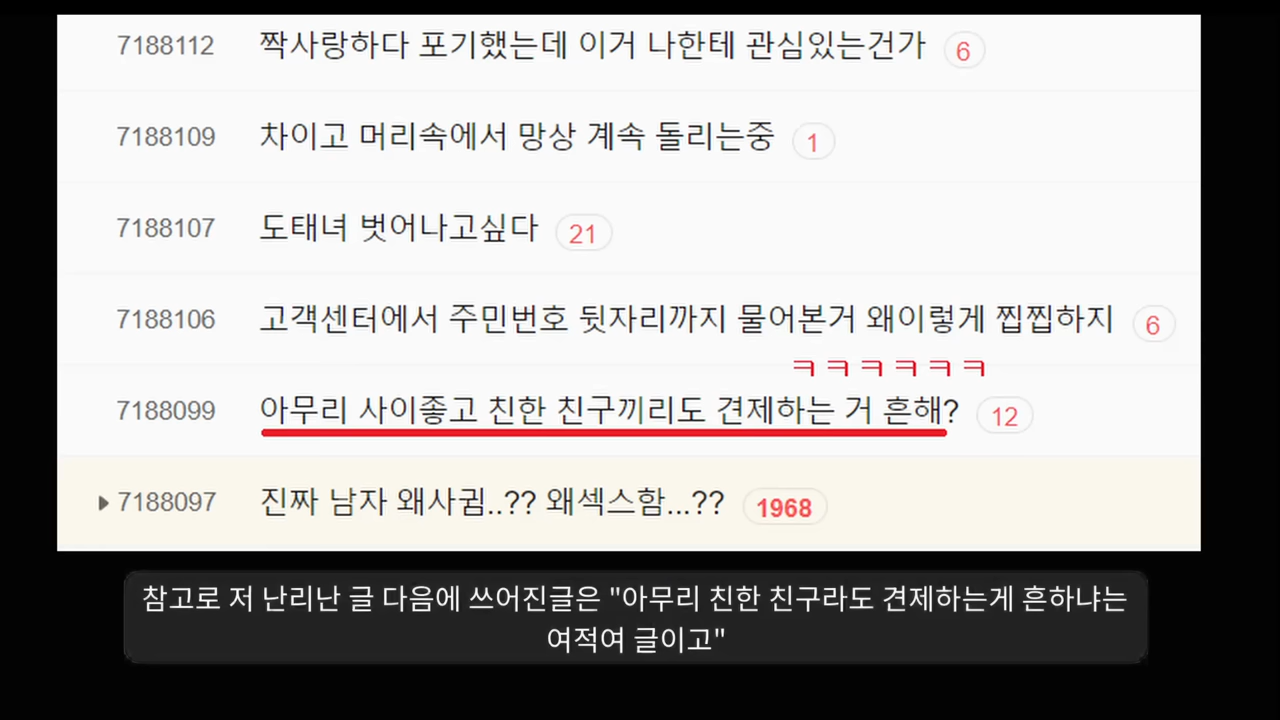 7188112 짝사랑하다 포기했는데 이거 나한테 관심있는건가 6
7188109 차이고 머리속에서 망상 계속 돌리는중 1
7188107 도태녀 벗어나고싶다 21
7188106 고객센터에서 주민번호 뒷자리까지 물어본거 왜이렇게 찝찝하지 6
ㅋㅋㅋㅋㅋㅋ
7188099 아무리 사이좋고 친한 친구끼리도 견제하는 거 흔해? 12
7188097 진짜 남자 왜사귐..?? 왜섹스함...?? 1968
참고로 저 난리난 글 다음에 쓰어진글은 "아무리 친한 친구라도 견제하는게 흔하냐는
여적여 글이고"